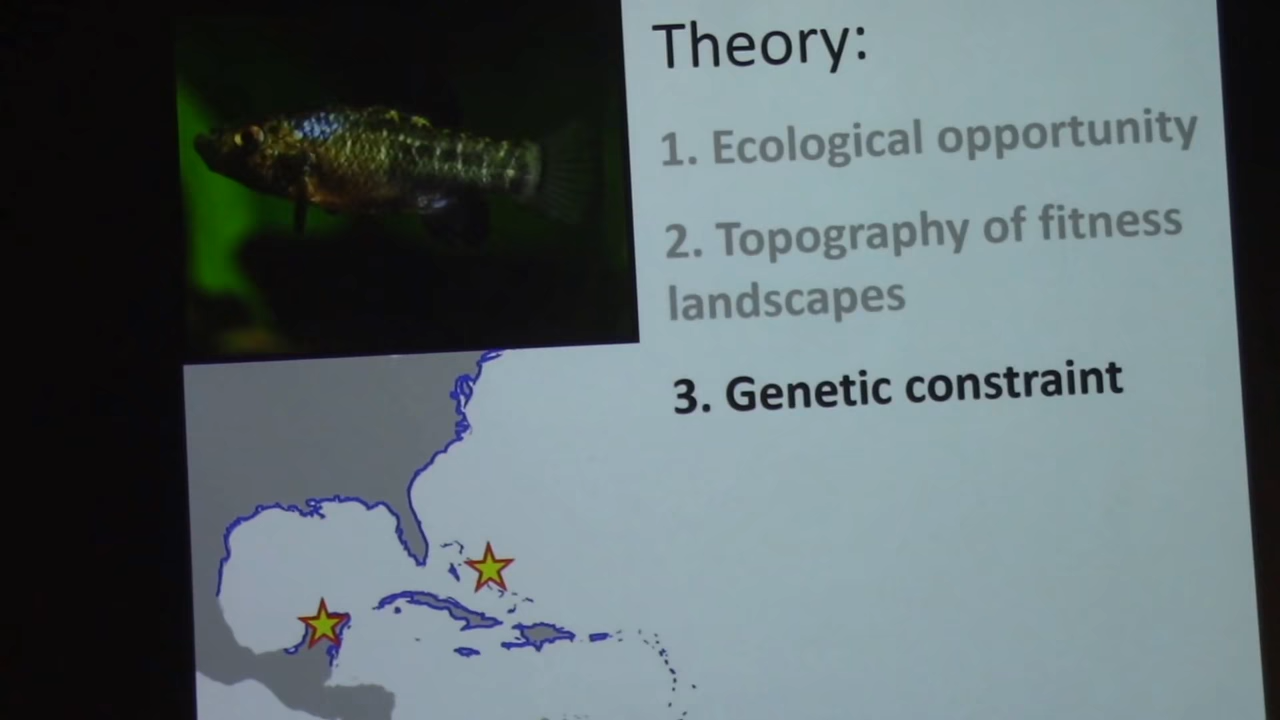 Theory:
1. Ecological opportunity
2. Topography of fitness
landscapes
3. Genetic constraint